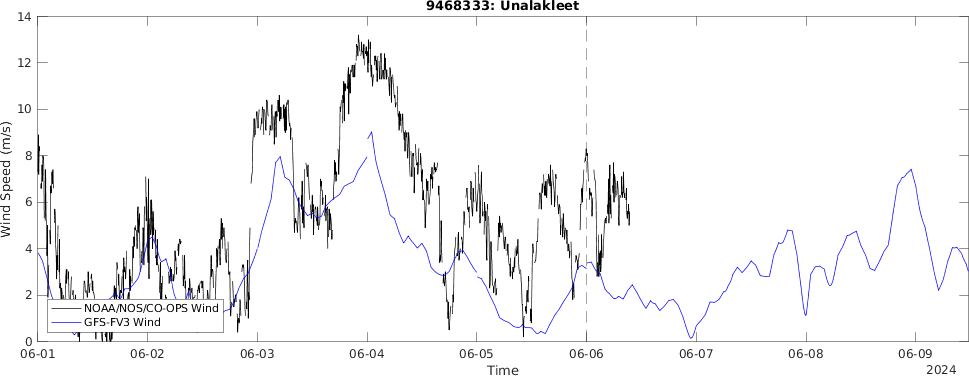 9468333: Unalakleet
14
12
10
8
6
4
2
0
Wind Speed (m/s)
NOAA/NOS/CO-OPS Wind
GFS-FV3 Wind
06-01 06-02 06-03 06-04 06-05 06-06 06-07 06-08 06-09
Time
2024